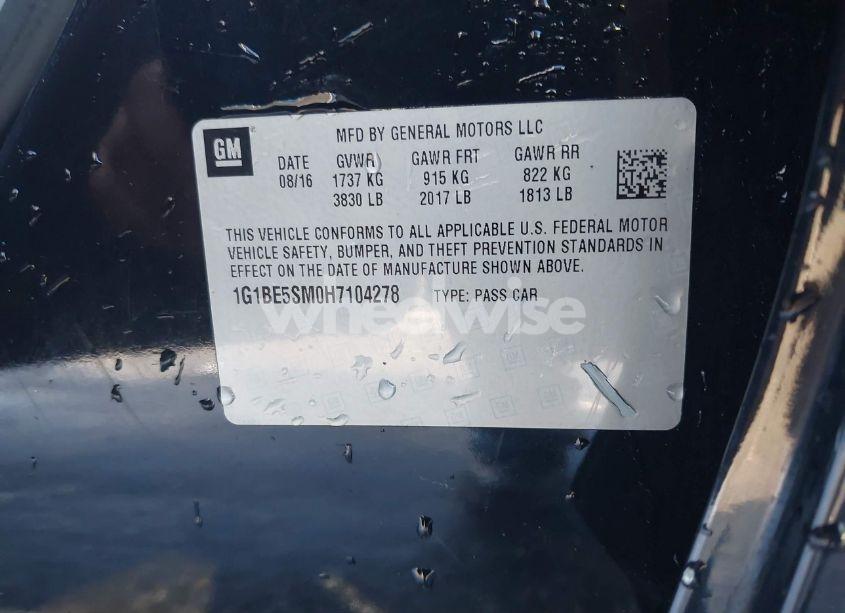 GM
MFD BY GENERAL MOTORS LLC
DATE GVWR GAWR FRT GAWR RR
08/16 1737 KG 915 KG 822 KG
3830 LB 2017 LB 1813 LB
THIS VEHICLE CONFORMS TO ALL APPLICABLE U.S. FEDERAL MOTOR
VEHICLE SAFETY, BUMPER, AND THEFT PREVENTION STANDARDS IN
EFFECT ON THE DATE OF MANUFACTURE SHOWN ABOVE.
1G1BE5SM0H7104278 TYPE: PASS CAR
wheelwise